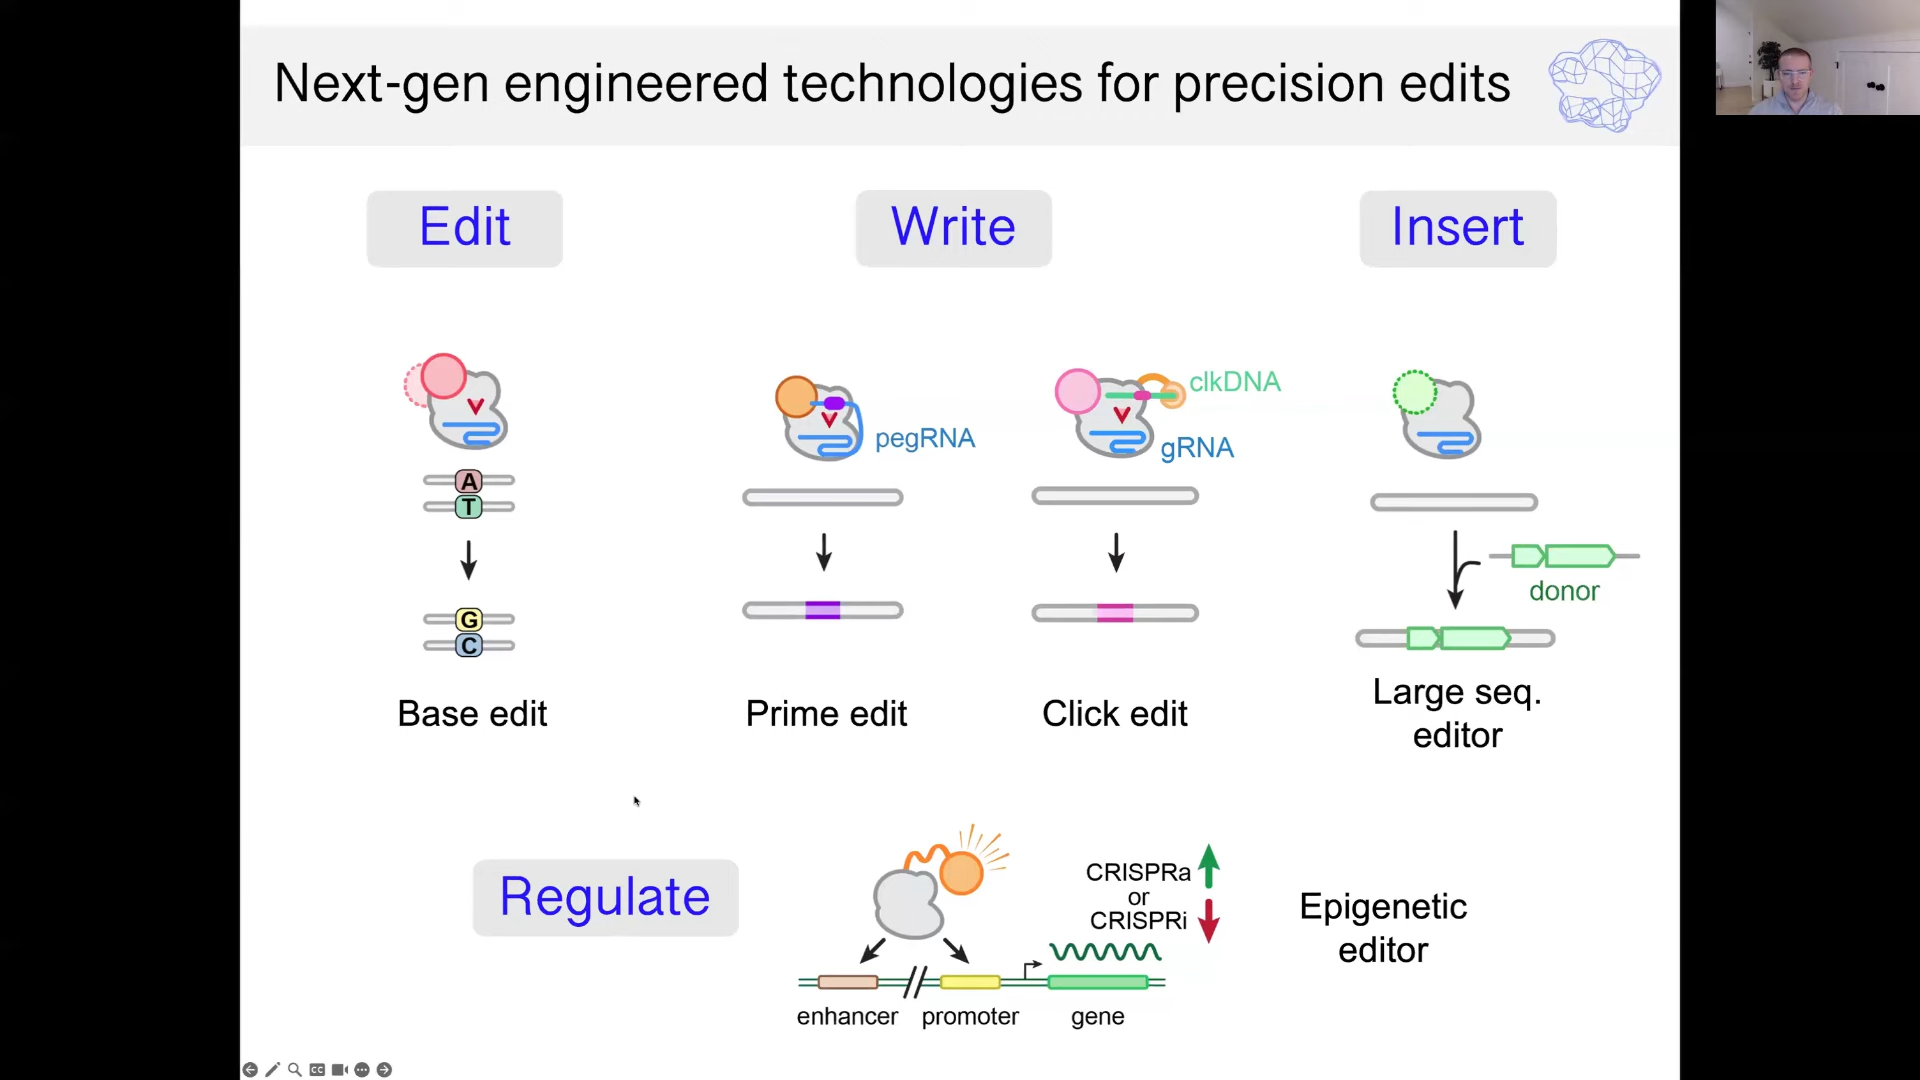 Next-gen engineered technologies for precision edits
Edit
Write
Insert
clkDNA
pegRNA
gRNA
A
T
G
C
donor
Base edit
Prime edit
Click edit
Large seq.
editor
Regulate
CRISPRa
or
CRISPRi
Epigenetic
editor
enhancer
promoter
gene
CC